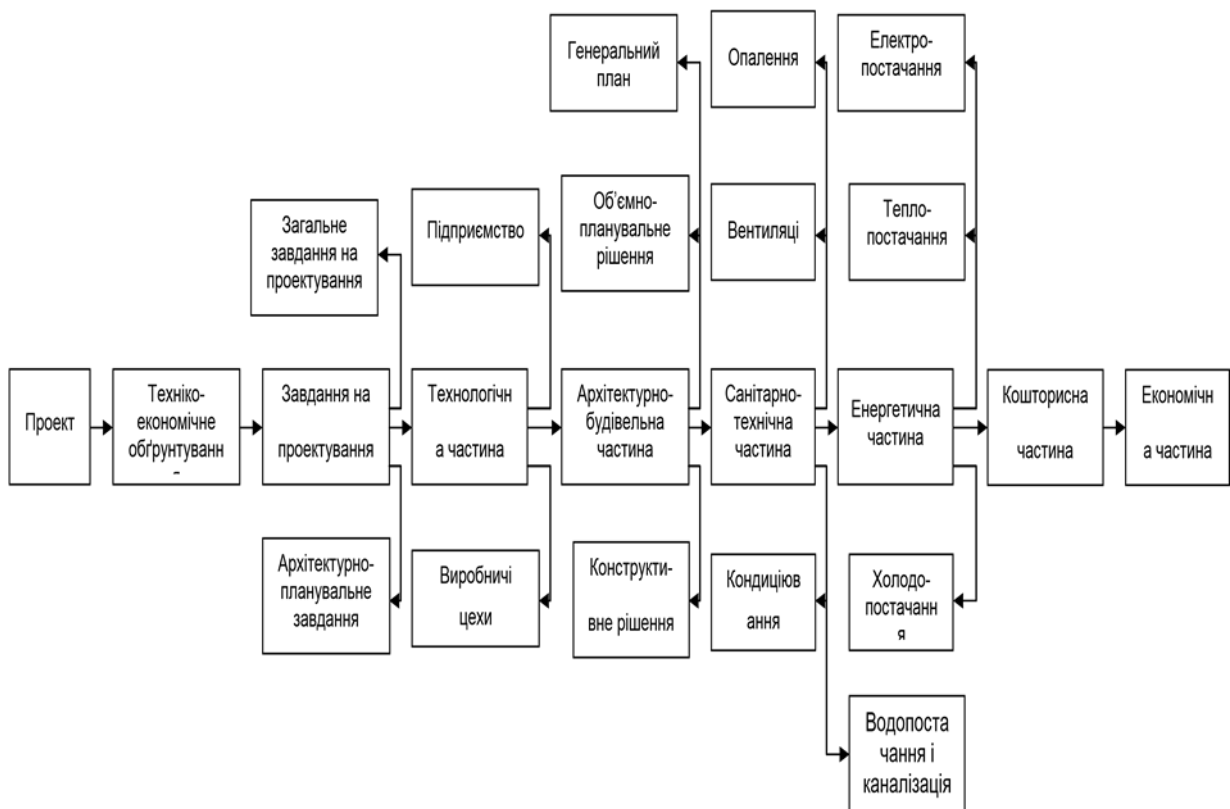 Генеральний
план
Опалення
Електро-
постачання
Загальне
завдання на
проектування
Підприємство
Об'ємно-
планувальне
рішення
Вентиляці
Тепло-
постачання
Проект
Техніко-
економічне
обґрунтуванн
Завдання на
проектування
Технологічн
а частина
Архітектурно-
будівельна
частина
Санітарно-
технічна
частина
Енергетична
частина
Кошторисна
частина
Економічн
а частина
Архітектурно-
планувальне
завдання
Виробничі
цехи
Конструкти-
вне рішення
Кондиціюв
ання
Холодо-
постачанн
я
Водопоста
чання і
каналізація